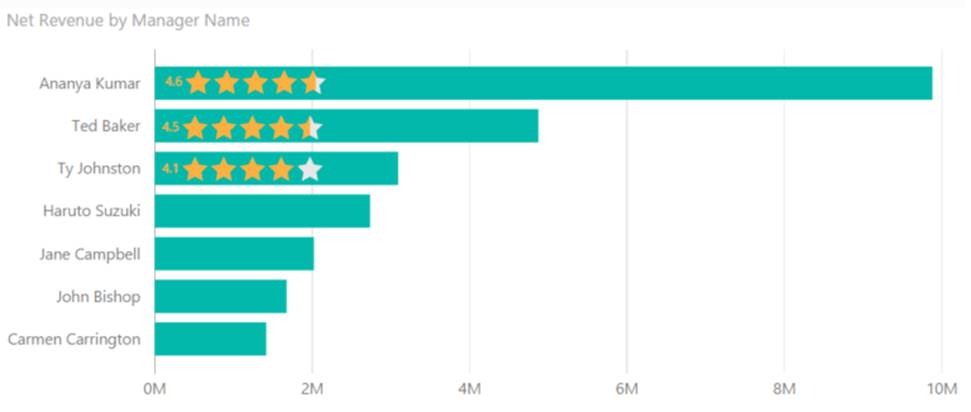 Net Revenue by Manager Name
Ananya Kumar 4.6
Ted Baker 4.5
Ty Johnston 4.1
Haruto Suzuki
Jane Campbell
John Bishop
Carmen Carrington
0M 2M 4M 6M 8M 10M